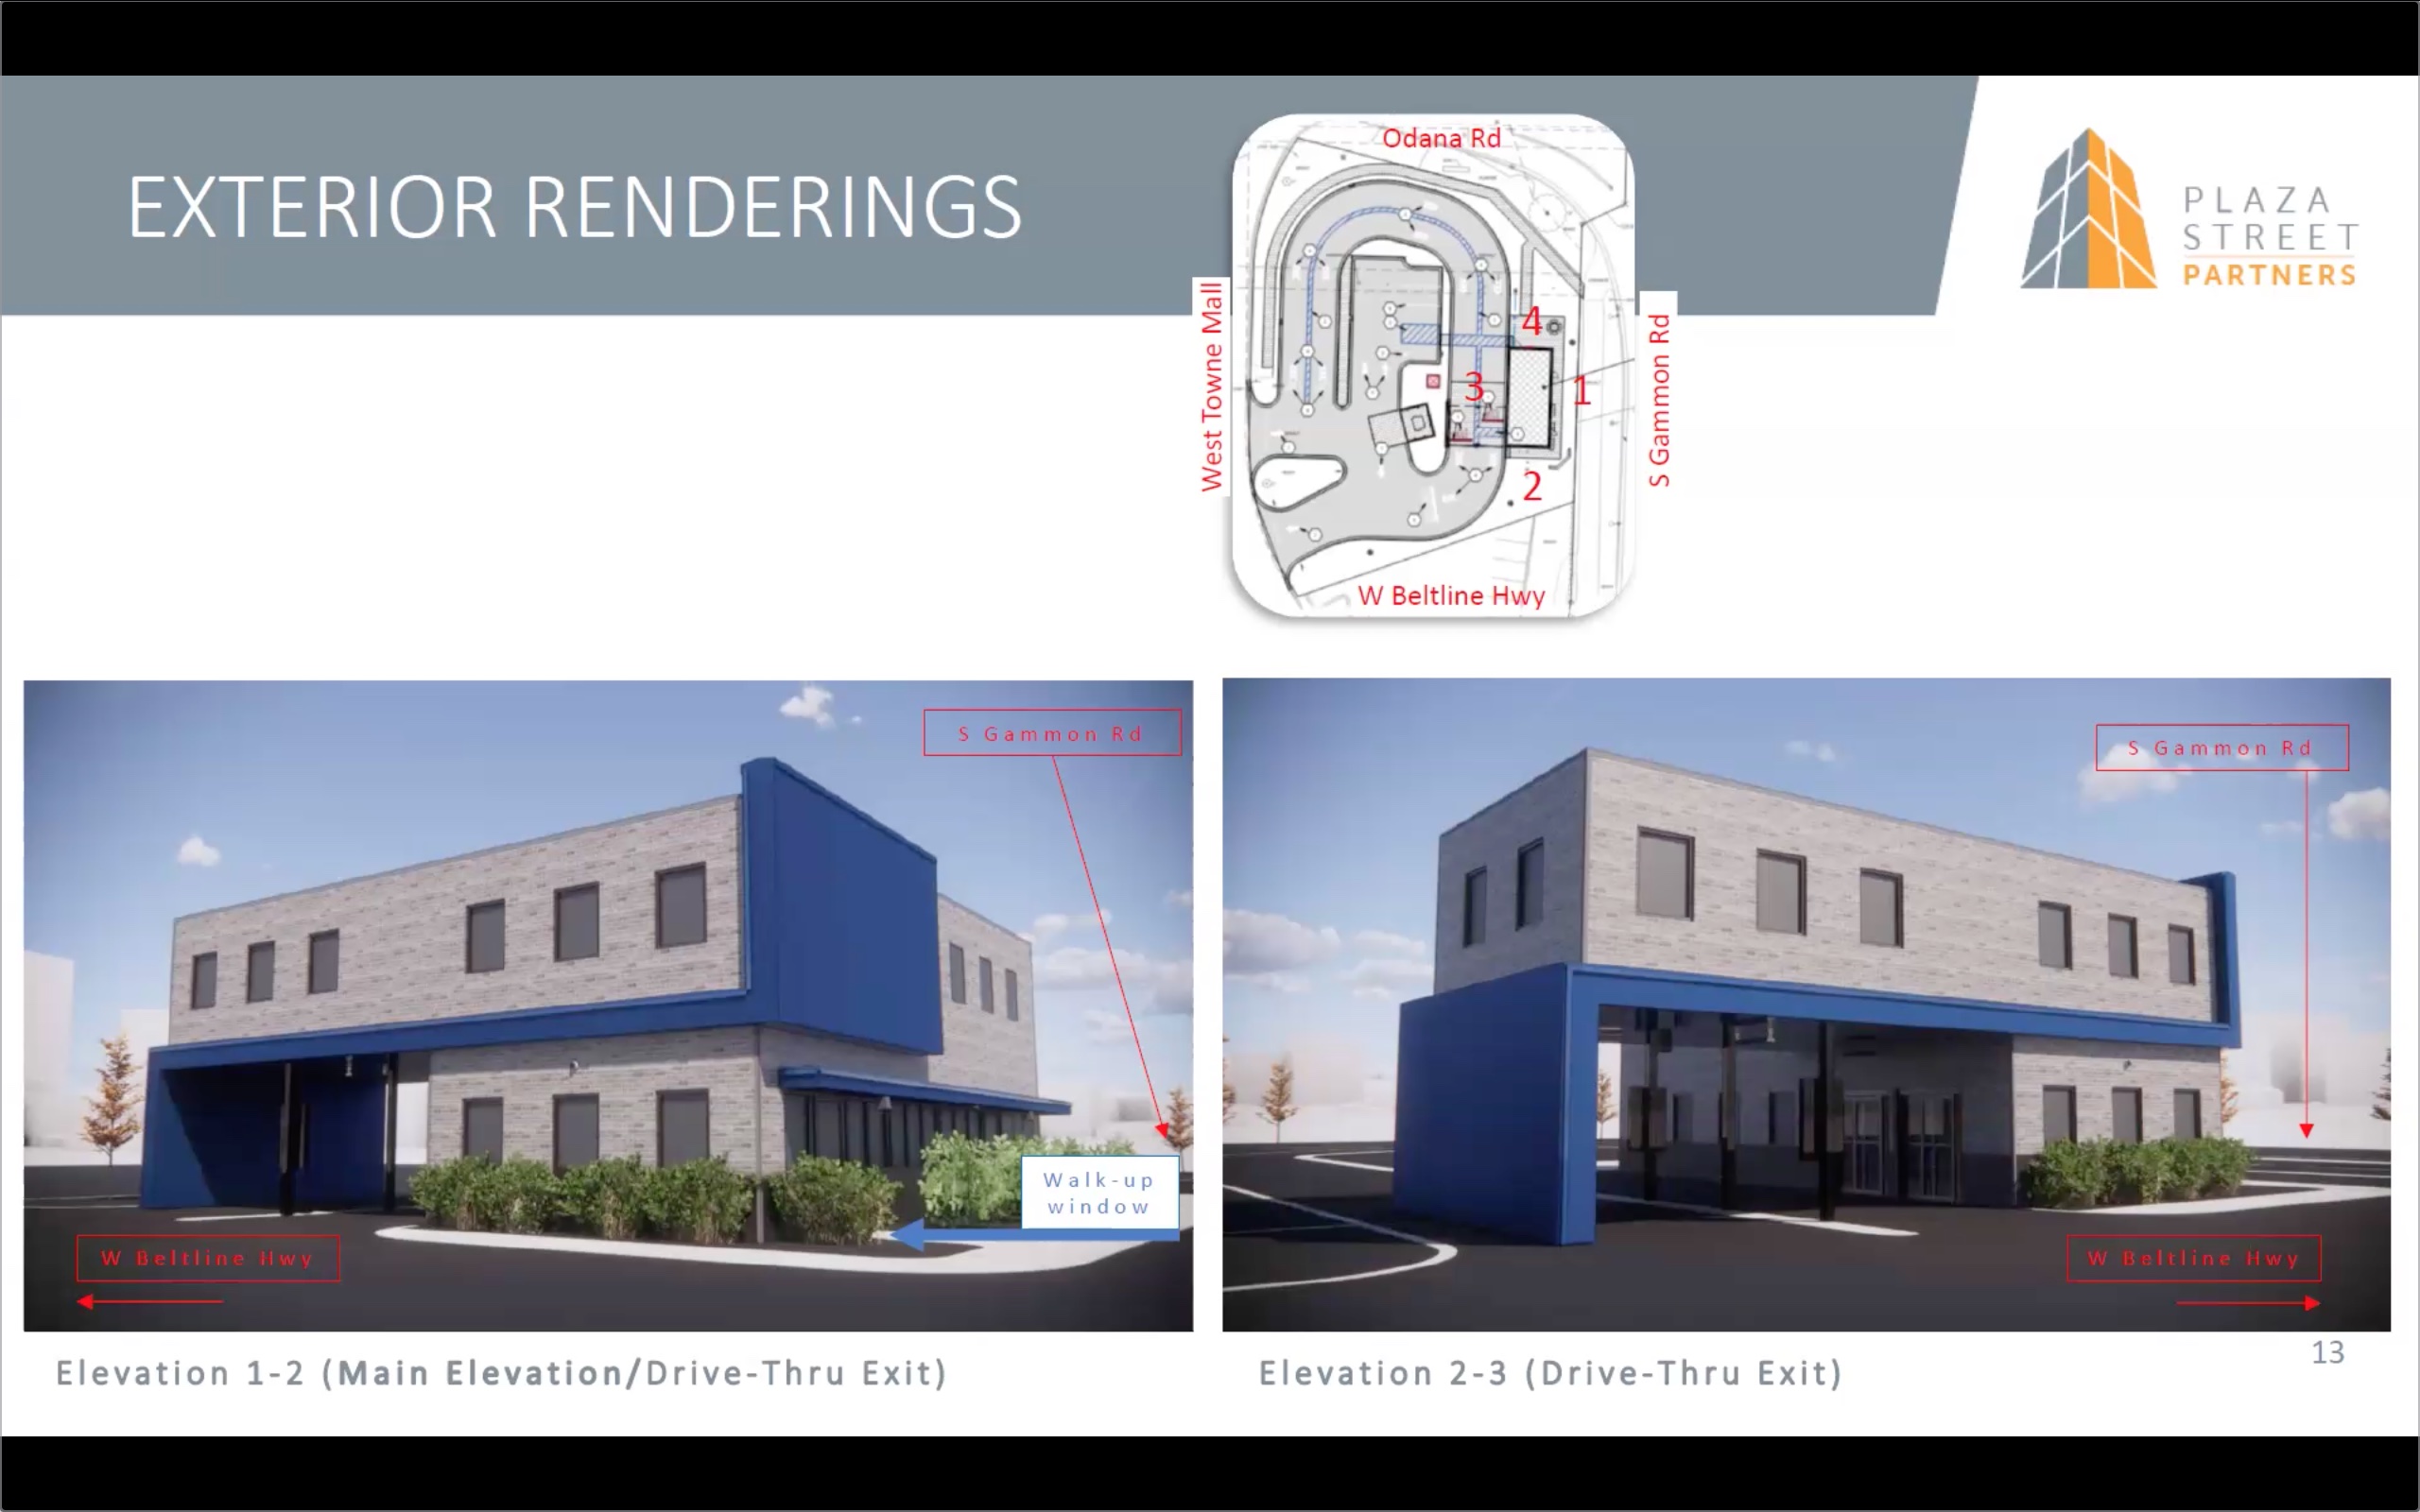 EXTERIOR RENDERINGS
Odana Rd
West Towne Mall
S Gammon Rd
4
3
1
2
W Beltline Hwy
PLAZA
STREET
PARTNERS
S Gammon Rd
Walk-up
window
W Beltline Hwy
S Gammon Rd
W Beltline Hwy
Elevation 1-2 (Main Elevation/Drive-Thru Exit)
Elevation 2-3 (Drive-Thru Exit)
13